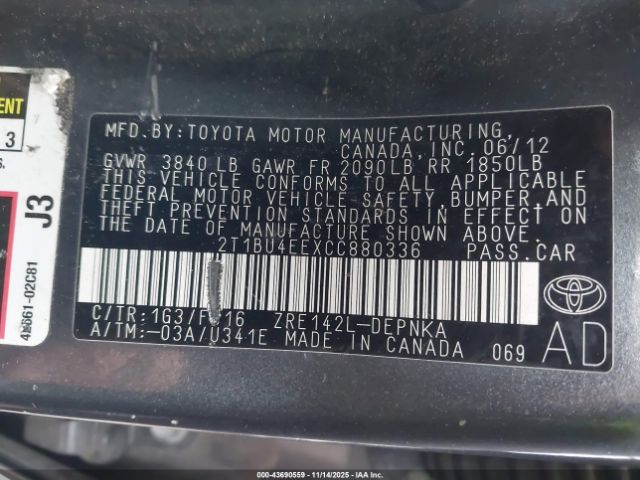 ENT
3
S.
J3
4W661-02C81
MFD. BY: TOYOTA MOTOR MANUFACTURING,
CANADA, INC. 06/12
GVWR 3840 LB GAWR FR 2090LB, RR 1850LB
THIS VEHICLE CONFORMS TO ALL APPLICABLE
FEDERAL MOTOR VEHICLE SAFETY, BUMPER, AND
THEFT PREVENTION STANDARDS IN EFFECT ON
THE DATE OF MANUFACTURE SHOWN ABOVE.
2T1BU4EEXCC880336 PASS.CAR
C/TR:1G3/F 16 ZRE142L-DEPNKA
A/TM:-03A/U341E MADE IN CANADA 069
AD
000-43690559 - 11/14/2025 - IAA, Inc.